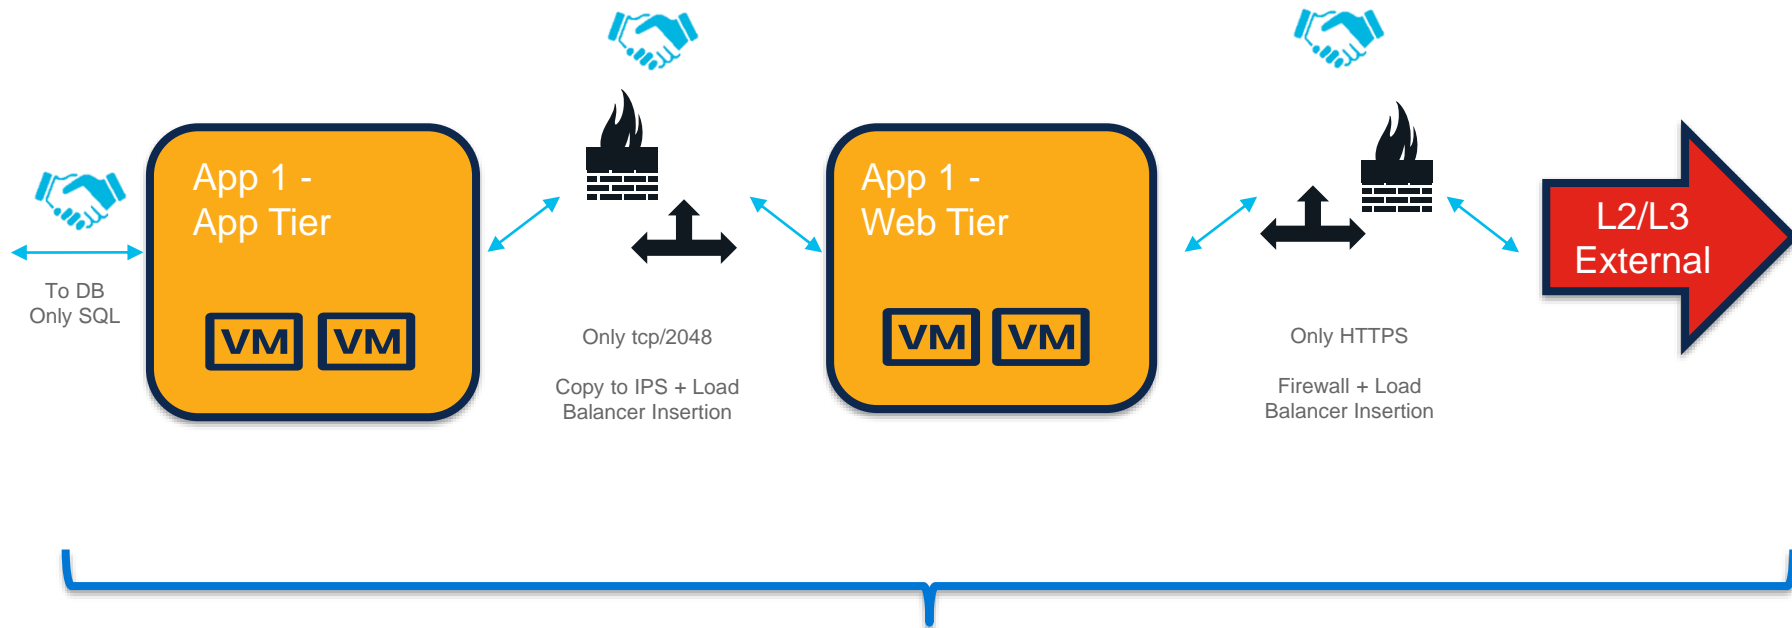 To DB
Only SQL
App 1 -
App Tier
VM VM
Only tcp/2048
Copy to IPS + Load
Balancer Insertion
App 1 -
Web Tier
VM VM
Only HTTPS
Firewall + Load
Balancer Insertion
L2/L3
External